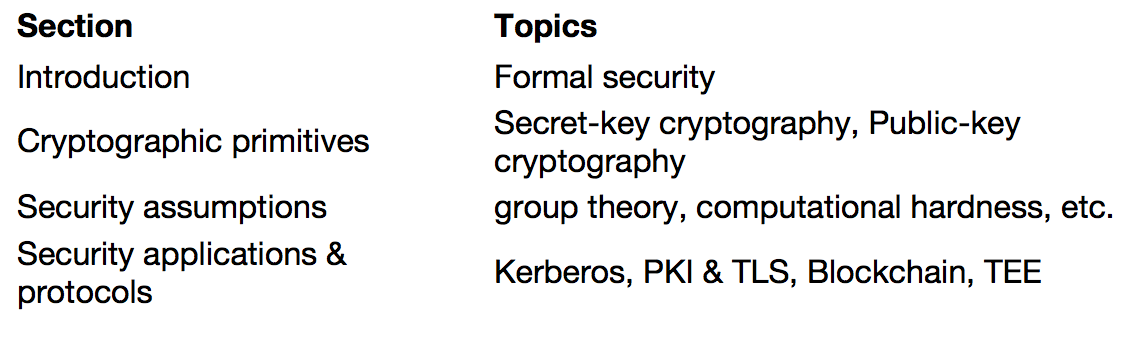 Section Topics
Introduction Formal security
Cryptographic primitives Secret-key cryptography, Public-key
cryptography
Security assumptions group theory, computational hardness, etc.
Security applications &
protocols Kerberos, PKI & TLS, Blockchain, TEE